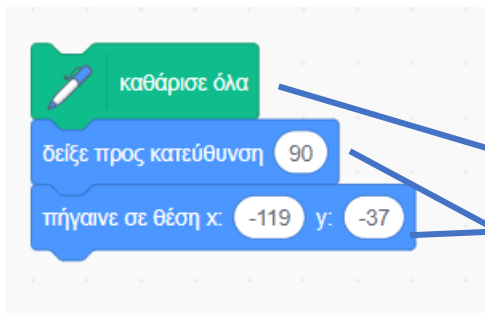 καθάρισε όλα
δείξε προς κατεύθυνση 90
πήγαινε σε θέση x: -119 y: -37